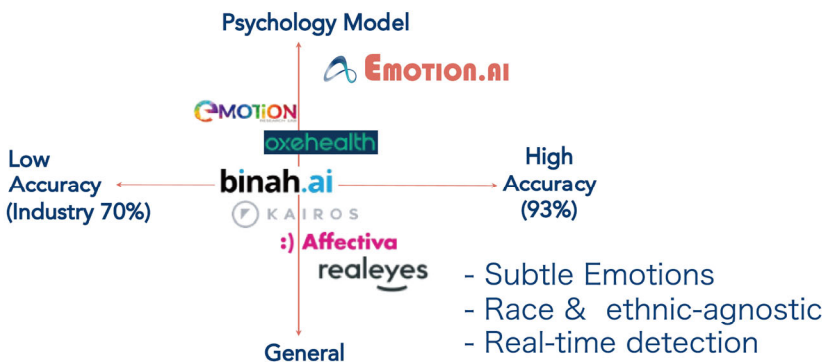 Psychology Model
EMOTION.AI
eMOTION
oxehealth
Low
Accuracy
(Industry 70%)
binah.ai
High
Accuracy
(93%)
KAIROS
:) Affectiva
realeyes
- Subtle Emotions
- Race & ethnic-agnostic
- Real-time detection
General